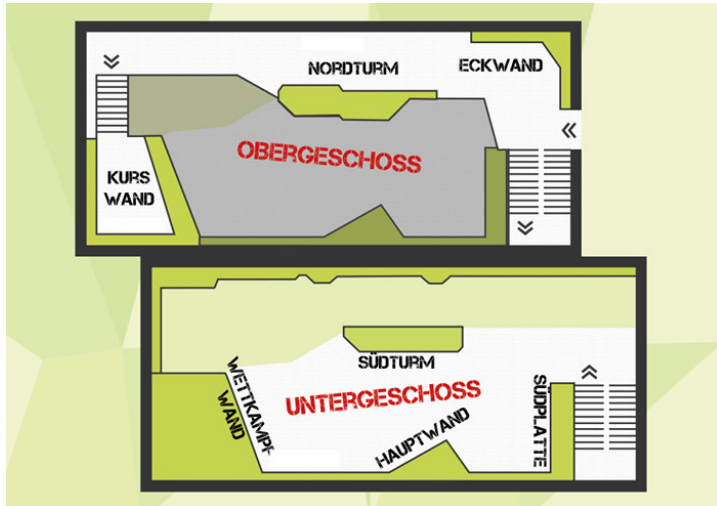 NORDTURM
ECKWAND
OBERGESCHOSS
KURS
WAND
SÜDTURM
WETTKAMPF
WAND
UNTERGESCHOSS
HAUPTWAND
SÜDPLATTE